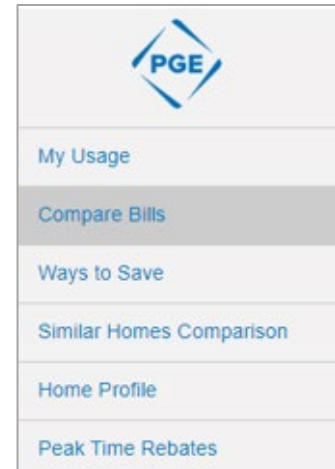 PGE
My Usage
Compare Bills
Ways to Save
Similar Homes Comparison
Home Profile
Peak Time Rebates